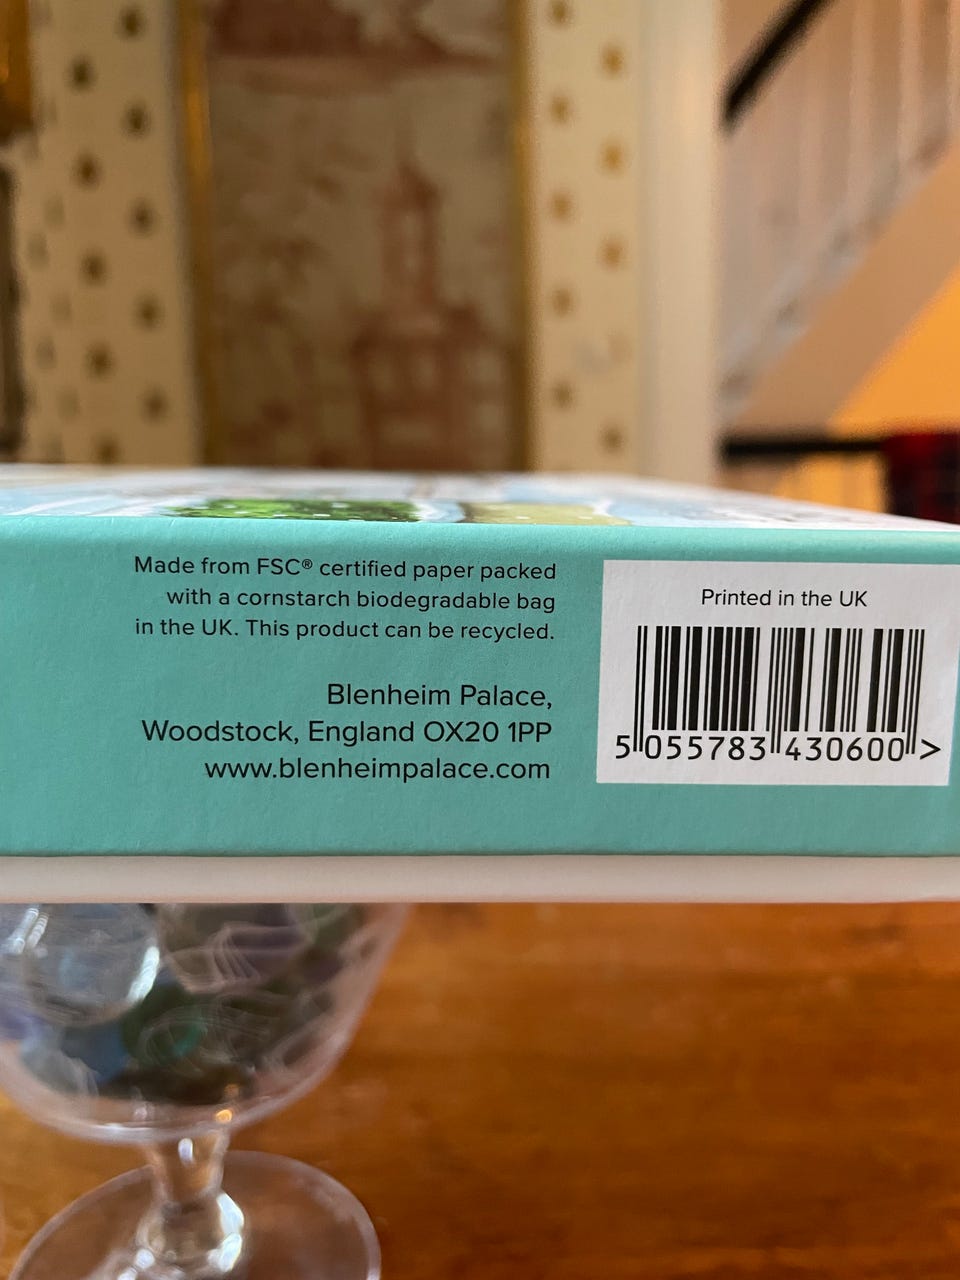 Made from FSC® certified paper packed
with a cornstarch biodegradable bag
in the UK. This product can be recycled.
Blenheim Palace,
Woodstock, England OX20 1PP
www.blenheimpalace.com
Printed in the UK
5 055783 430600 >